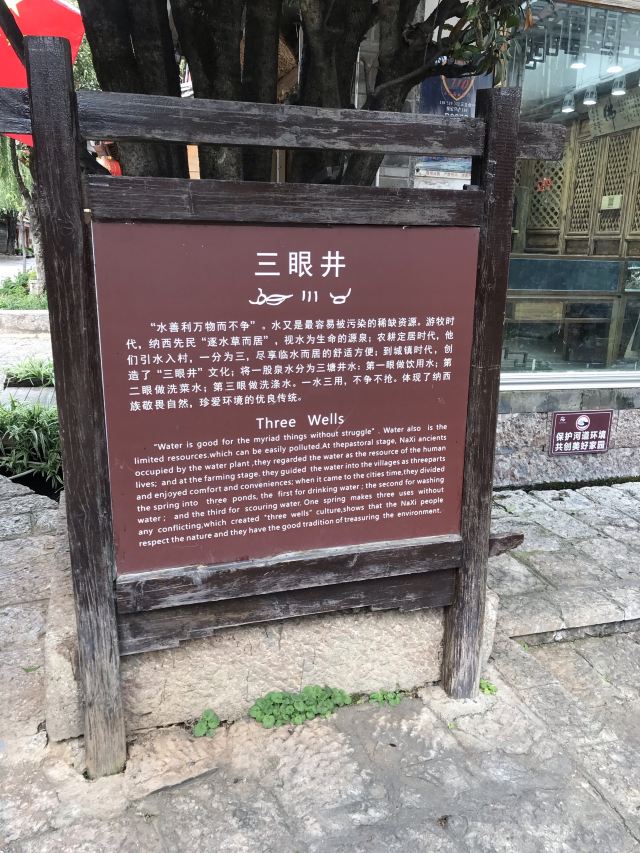 三眼井
"水善利万物而不争"。水又是最容易被污染的稀缺资源。游牧时
代，纳西先民"逐水草而居"，视水为生命的源泉；农耕定居时代，他
们引水入村，一分为三，尽享临水而居的舒适方便；到城镇时代，创
造了"三眼井"文化；将一股泉水分为三塘井水：第一眼做饮用水；第
二眼做洗菜水；第三眼做洗涤水。一水三用，不争不抢。体现了纳西
族敬畏自然，珍爱环境的优良传统。
Three Wells
"Water is good for the myriad things without struggle". Water also is the
limited resources.which can be easily polluted.At thepastoral stage, NaXi ancients
occupied by the water plant ,they regarded the water as the resource of the human
lives; and at the farming stage, they guided the water into the villages as threeparts
and enjoyed comfort and conveniences; when it came to the cities time,they divided
the spring into three ponds, the first for drinking water; the second for washing
water; and the third for scouring water. One spring makes three uses without
any conflicting,which created "three wells" culture,shows that the NaXi people
respect the nature and they have the good tradition of treasuring the environment.
保护河道环境
共创美好家园